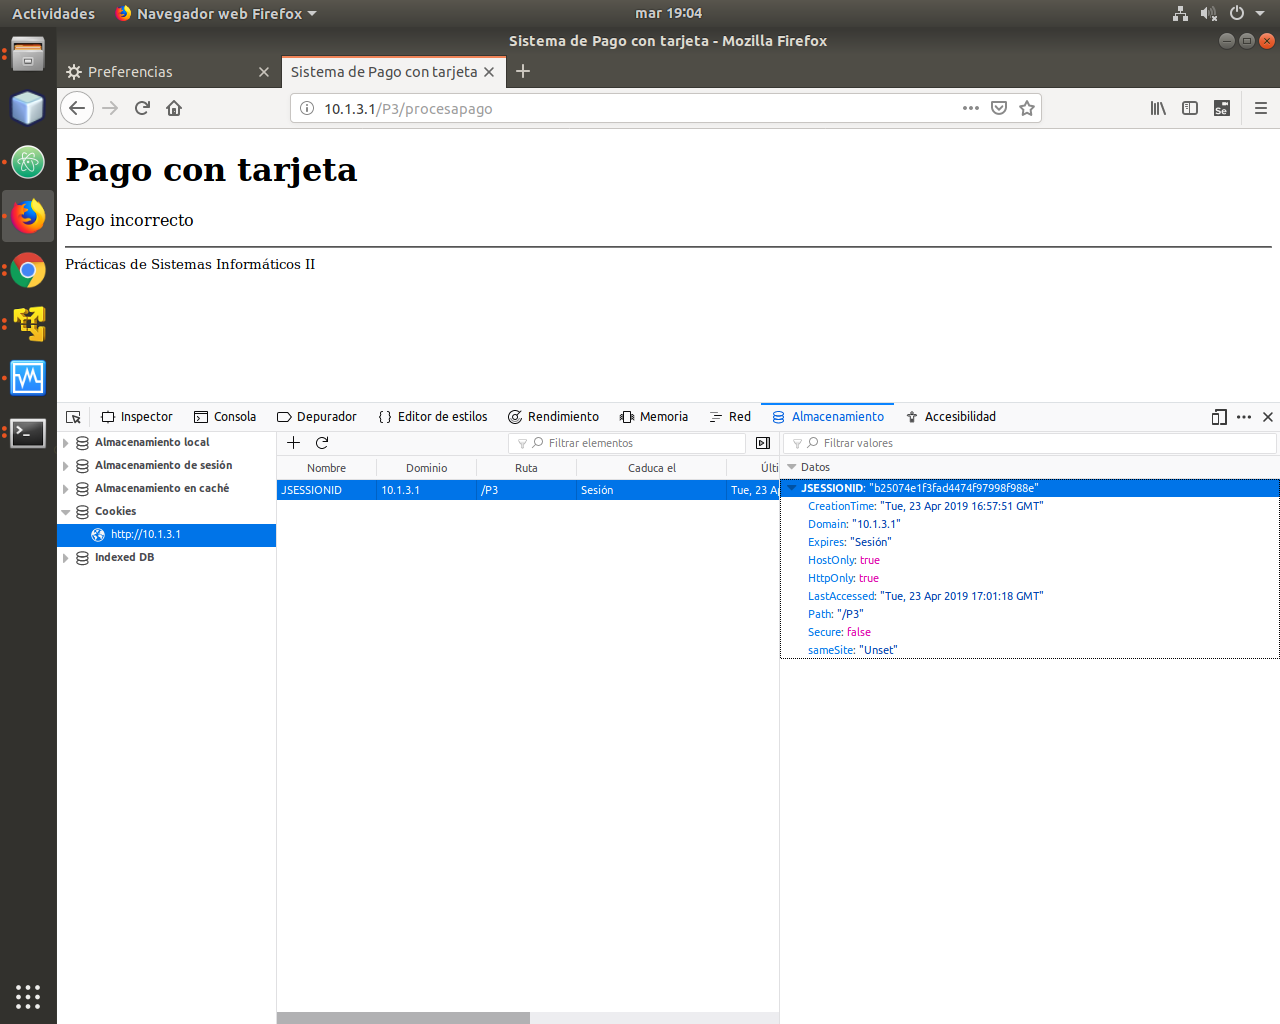 Actividades
Navegador web Firefox
mar 19:04
Sistema de Pago con tarjeta - Mozilla Firefox
Preferencias
Sistema de Pago con tarjeta
10.1.3.1/P3/procesapago
Se
Pago con tarjeta
Pago incorrecto
Prácticas de Sistemas Informáticos II
Inspector
Consola
Depurador
Editor de estilos
Rendimiento
Memoria
Red
Almacenamiento
Accesibilidad
Almacenamiento local
Almacenamiento de sesión
Almacenamiento en caché
Cookies
http://10.1.3.1
Indexed DB
Filtrar elementos
Nombre Dominio Ruta Caduca el Últi
JSESSIONID 10.1.3.1 /P3 Sesión Tue, 23 A
Filtrar valores
Datos
JSESSIONID: "b25074e1f3fad4474f97998f988e"
CreationTime: "Tue, 23 Apr 2019 16:57:51 GMT"
Domain: "10.1.3.1"
Expires: "Sesión"
HostOnly: true
HttpOnly: true
LastAccessed: "Tue, 23 Apr 2019 17:01:18 GMT"
Path: "/P3"
Secure: false
sameSite: "Unset"